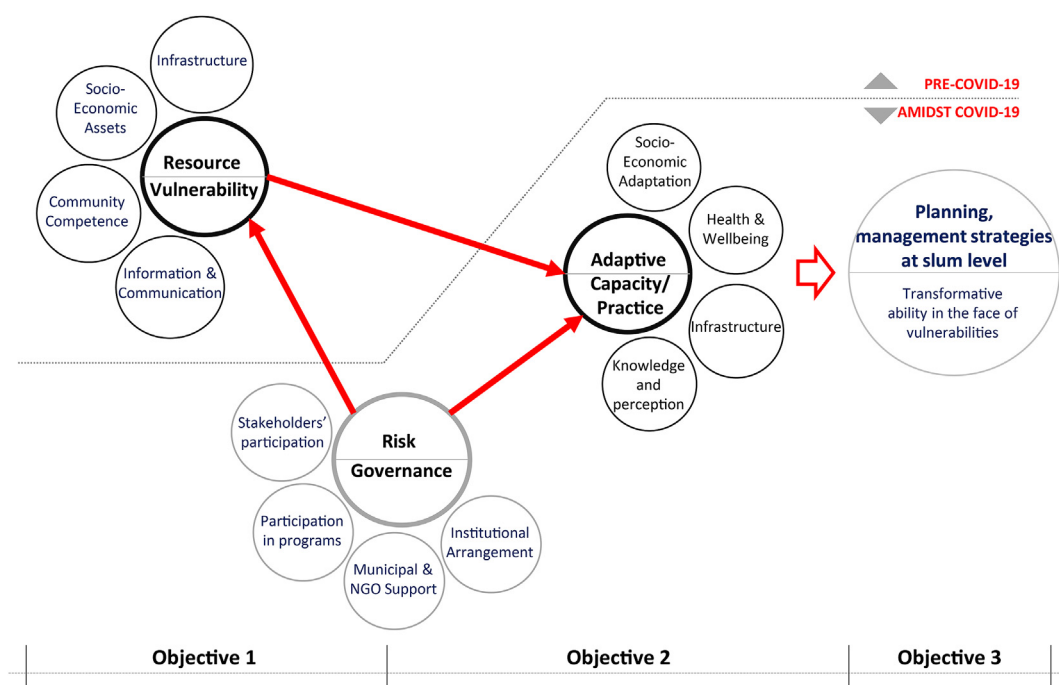 Infrastructure
Socio-
Economic
Assets
Resource
Vulnerability
Community
Competence
Information &
Communication
PRE-COVID-19
AMIDST COVID-19
Socio-
Economic
Adaptation
Health &
Wellbeing
Adaptive
Capacity/
Practice
Infrastructure
Knowledge
and
perception
Planning,
management strategies
at slum level
Transformative
ability in the face of
vulnerabilities
Stakeholders’
participation
Risk
Governance
Participation
in programs
Municipal &
NGO Support
Institutional
Arrangement
Objective 1
Objective 2
Objective 3